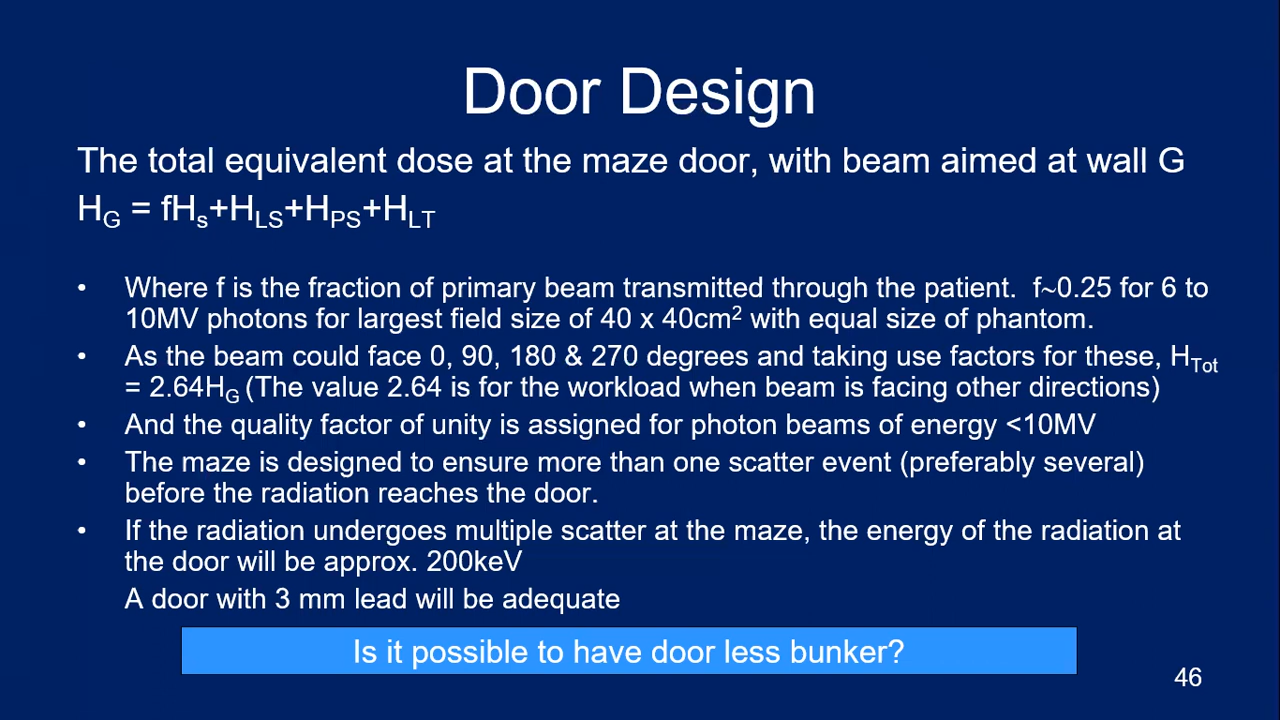 Door Design
The total equivalent dose at the maze door, with beam aimed at wall G
HG = fHs+HLS+HPS+HLT
• Where f is the fraction of primary beam transmitted through the patient.  f~0.25 for 6 to
10MV photons for largest field size of 40 x 40cm2 with equal size of phantom.
• As the beam could face 0, 90, 180 & 270 degrees and taking use factors for these, HTot
= 2.64HG (The value 2.64 is for the workload when beam is facing other directions)
• And the quality factor of unity is assigned for photon beams of energy <10MV
• The maze is designed to ensure more than one scatter event (preferably several)
before the radiation reaches the door.
• If the radiation undergoes multiple scatter at the maze, the energy of the radiation at
the door will be approx. 200keV
A door with 3 mm lead will be adequate
Is it possible to have door less bunker?
46